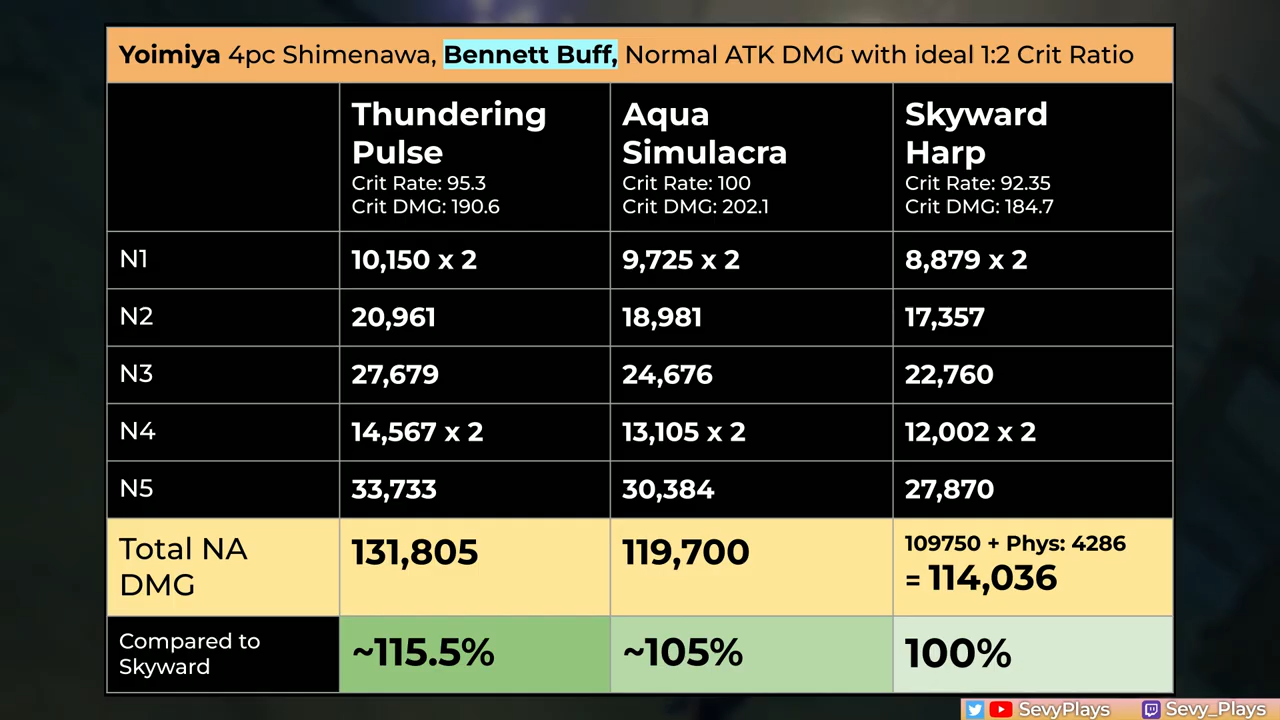 Yoimiya 4pc Shimenawa, Bennett Buff, Normal ATK DMG with ideal 1:2 Crit Ratio
Thundering
Pulse
Crit Rate: 95.3
Crit DMG: 190.6
Aqua
Simulacra
Crit Rate: 100
Crit DMG: 202.1
Skyward
Harp
Crit Rate: 92.35
Crit DMG: 184.7
N1
10,150 x 2
9,725 x 2
8,879 x 2
N2
20,961
18,981
17,357
N3
27,679
24,676
22,760
N4
14,567 x 2
13,105 x 2
12,002 x 2
N5
33,733
30,384
27,870
Total NA
DMG
131,805
119,700
109750 + Phys: 4286
= 114,036
Compared to
Skyward
~115.5%
~105%
100%
SevyPlays
Sevy_Plays